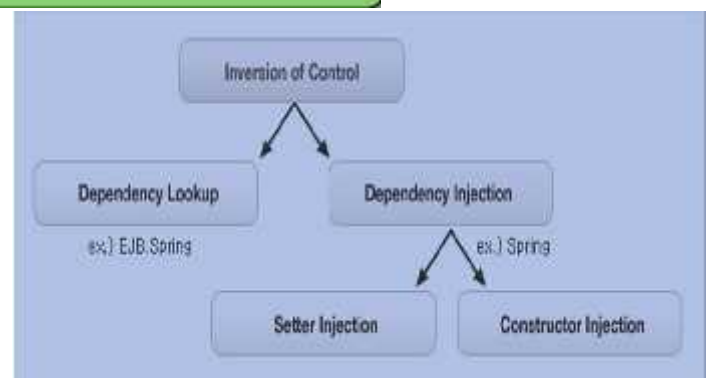 Inversion of Control
Dependency Lookup
Dependency Injection
ex.) EJB.Spring
ex.) Spring
Setter Injection
Constructor Injection